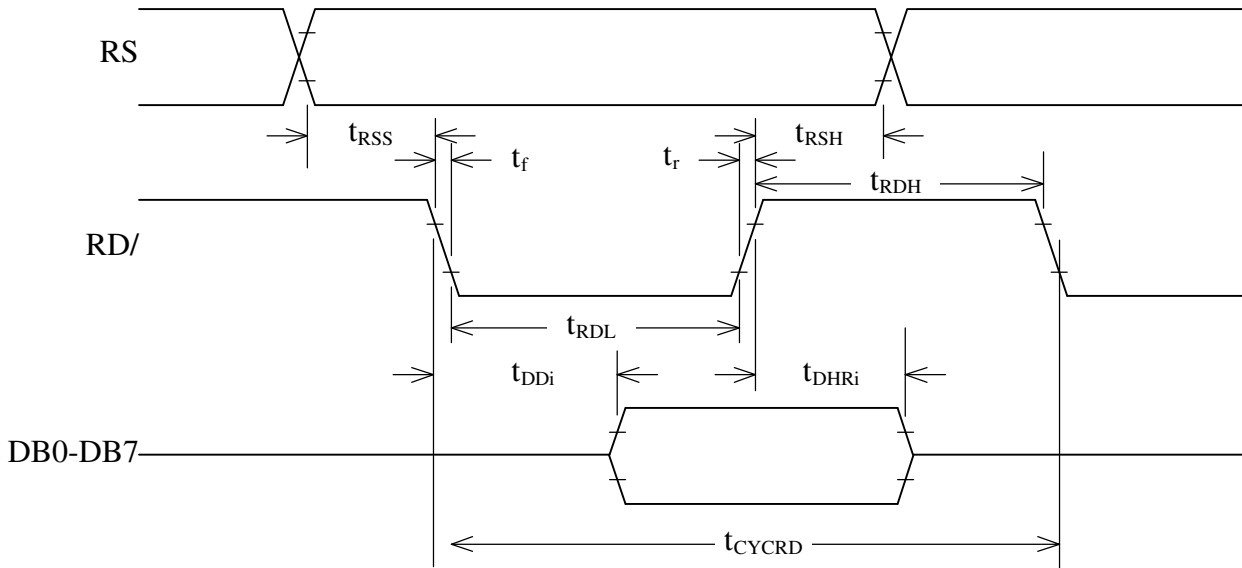 RS
tRSS
tRSH
tf
tr
tRDH
RD/
tRDL
tDDi
tDHRi
DB0-DB7
tCYCRD